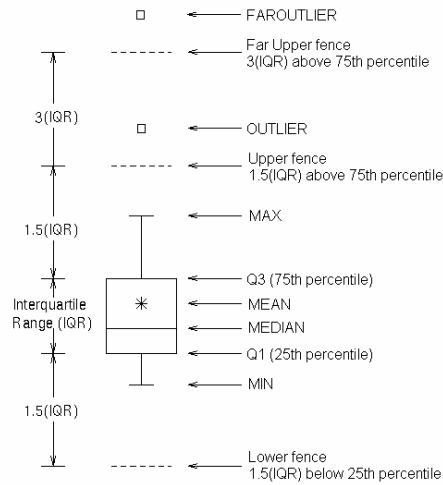 FAROUTLIER
Far Upper fence
3(IQR) above 75th percentile
3(IQR)
OUTLIER
Upper fence
1.5(IQR) above 75th percentile
MAX
1.5(IQR)
Q3 (75th percentile)
Interquartile
Range (IQR)
MEAN
MEDIAN
Q1 (25th percentile)
MIN
1.5(IQR)
Lower fence
1.5(IQR) below 25th percentile